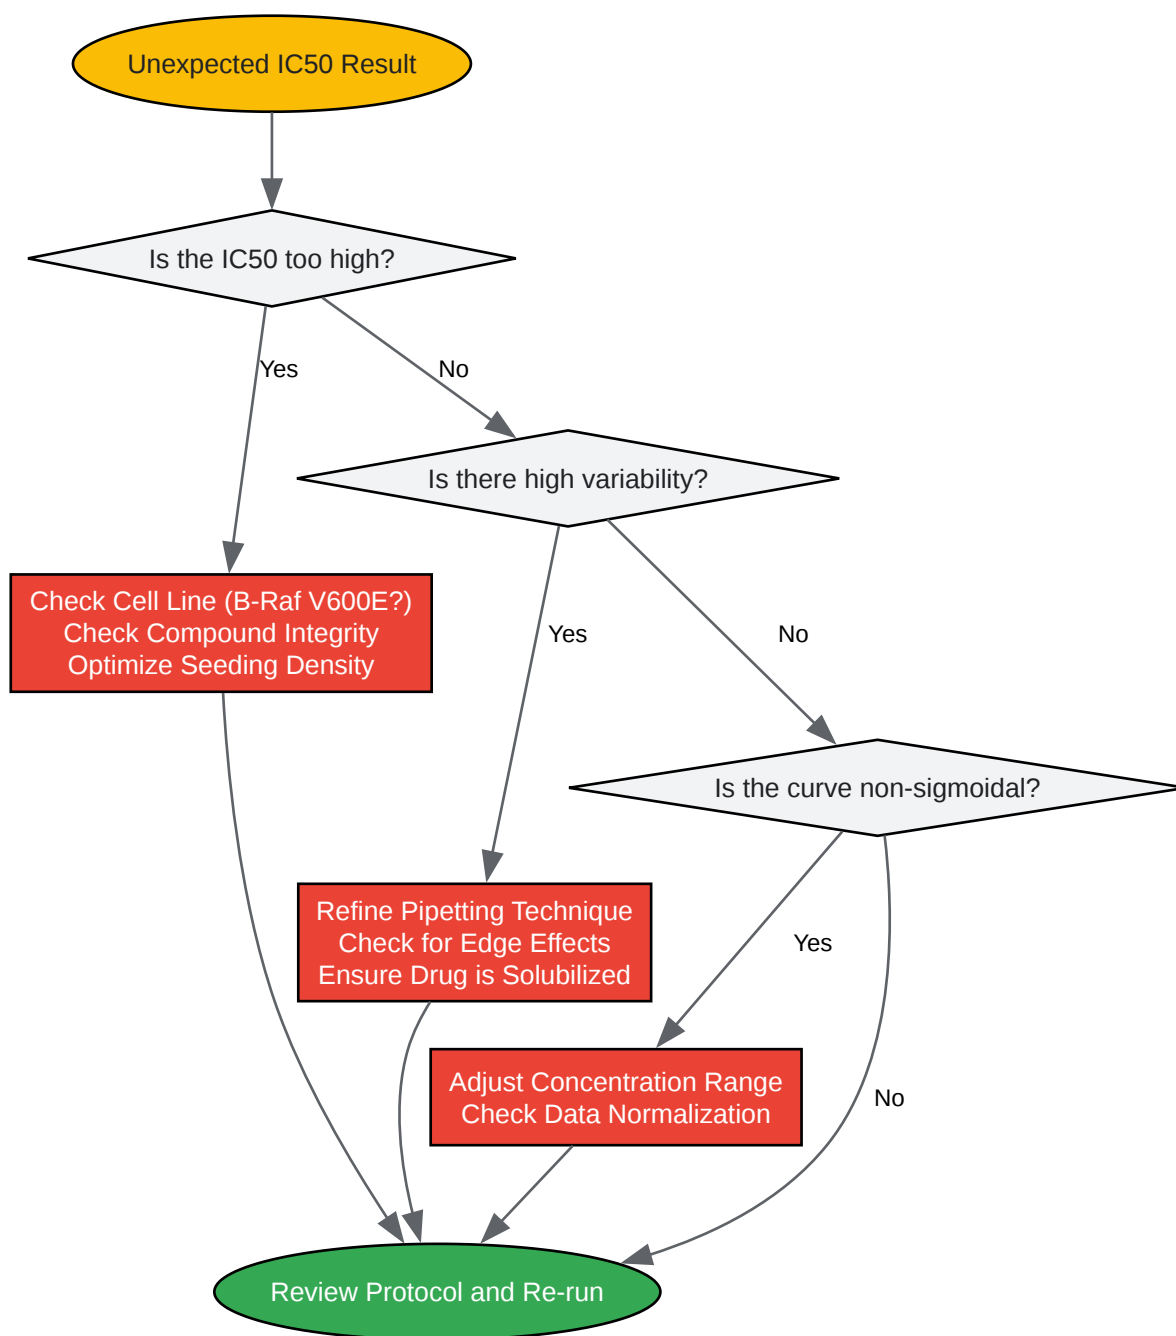 Unexpected IC50 Result
Is the IC50 too high?
Yes
No
Is there high variability?
Check Cell Line (B-Raf V600E?)
Check Compound Integrity
Optimize Seeding Density
Yes
No
Is the curve non-sigmoidal?
Refine Pipetting Technique
Check for Edge Effects
Ensure Drug is Solubilized
Yes
Adjust Concentration Range
Check Data Normalization
No
Review Protocol and Re-run